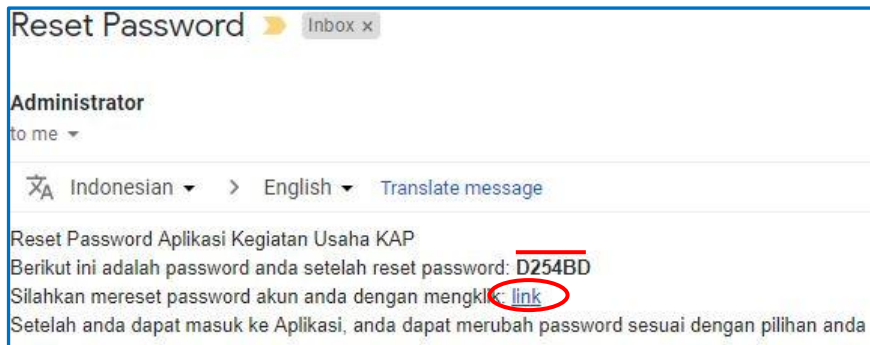 Reset Password Inbox x
Administrator
to me
Indonesian > English Translate message
Reset Password Aplikasi Kegiatan Usaha KAP
Berikut ini adalah password anda setelah reset password: D254BD
Silahkan mereset password akun anda dengan mengklik: link
Setelah anda dapat masuk ke Aplikasi, anda dapat merubah password sesuai dengan pilihan anda